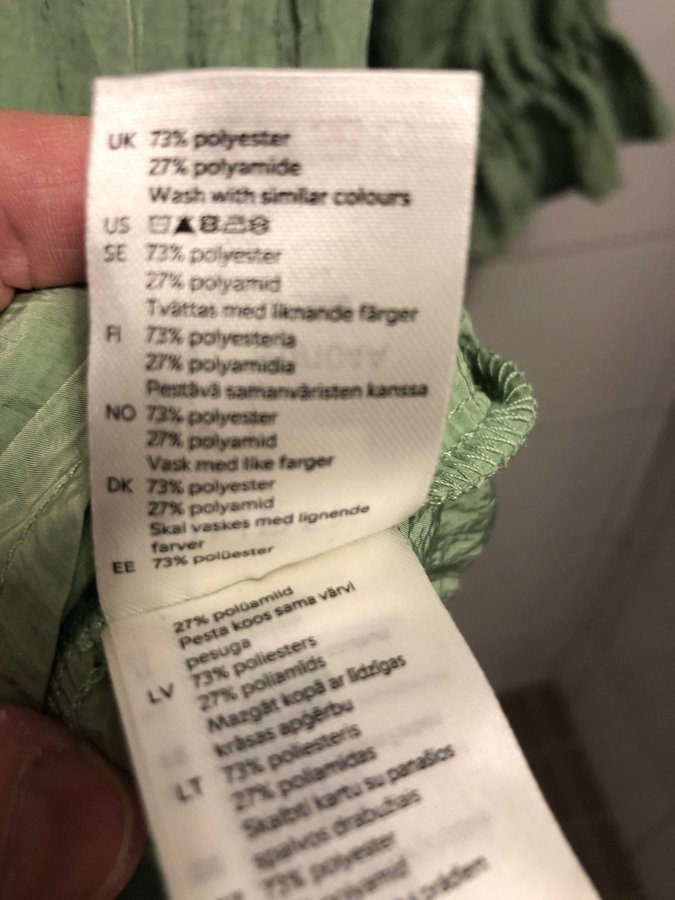 UK 73% polyester
27% polyamide
Wash with similar colours
US
SE 73% polyester
27% polyamid
Tvättas med liknande färger
FI 73% polyesteria
27% polyamidia
Pestävä samanväristen kanssa
NO 73% polyester
27% polyamid
Vask med like farger
DK 73% polyester
27% polyamid
Skal vaskes med lignende
farver
EE 73% polüester
27% polüamiid
Pesta koos sama värvi
pesuga
LV 73% poliesters
27% poliamīds
Mazgāt kopā ar līdzīgas
krāsas apģērbu
LT 73% poliesteris
27% poliamidas
Skalbti kartu su panašios
spalvos drabužiais
73% polyester
polyamid
prádlem